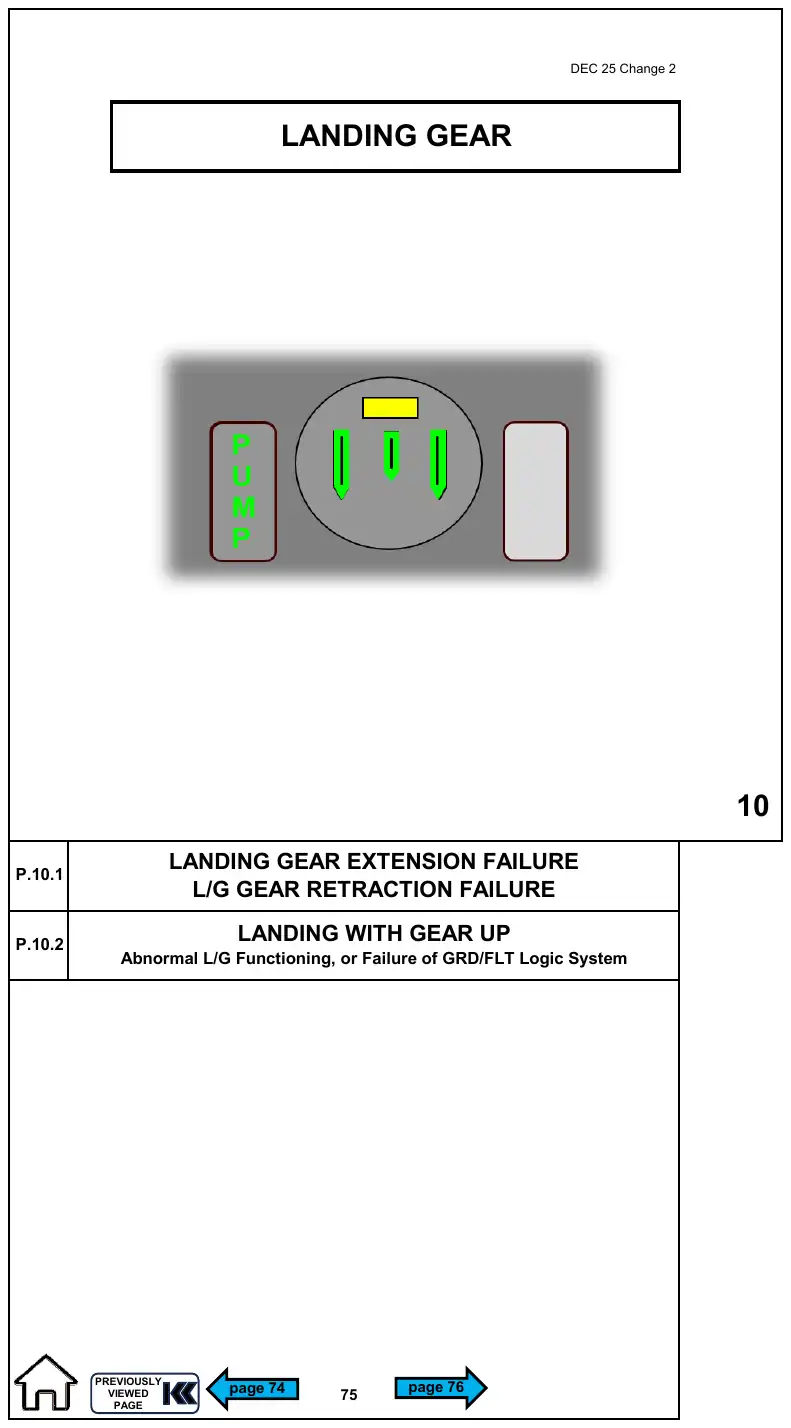 DEC 25 Change 2
LANDING GEAR
P
U
M
P
10
P.10.1
LANDING GEAR EXTENSION FAILURE
L/G GEAR RETRACTION FAILURE
P.10.2
LANDING WITH GEAR UP
Abnormal L/G Functioning, or Failure of GRD/FLT Logic System
PREVIOUSLY
VIEWED
PAGE
page 74
75
page 76